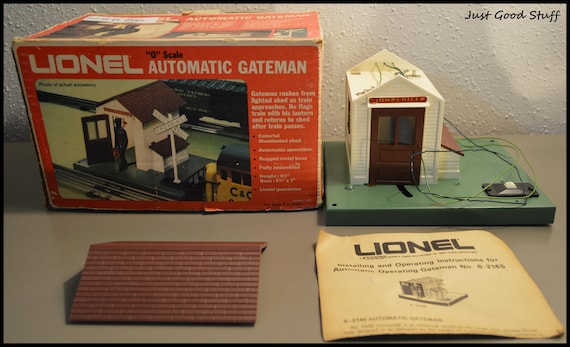 Just Good Stuff
"O" Scale
LIONEL AUTOMATIC GATEMAN
Photo of actual accessory
Gateman rushes from
lighted shed as train
approaches. He flags
train with his lantern
and returns to shed
after train passes.
• Colorful
illuminated shed
• Automatic operation
• Rugged metal base
• Fully assembled
• Lionel guarantee
LIONELVILLE
LIONEL
Installing and Operating Instructions for
Automatic Operating Gateman No. 6-2145
6-2145 AUTOMATIC GATEMAN